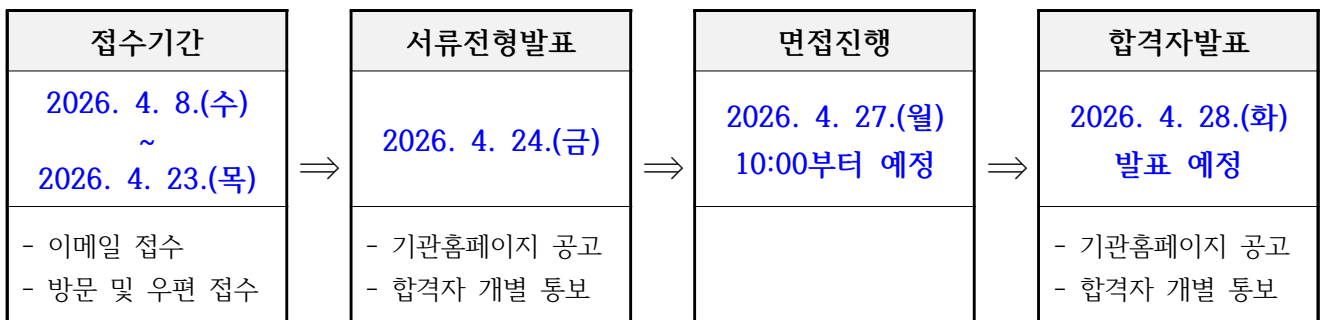 접수기간
2026. 4. 8.(수)
~
2026. 4. 23.(목)
- 이메일 접수
- 방문 및 우편 접수
⇒
서류전형발표
2026. 4. 24.(금)
- 기관홈페이지 공고
- 합격자 개별 통보
⇒
면접진행
2026. 4. 27.(월)
10:00부터 예정
⇒
합격자발표
2026. 4. 28.(화)
발표 예정
- 기관홈페이지 공고
- 합격자 개별 통보